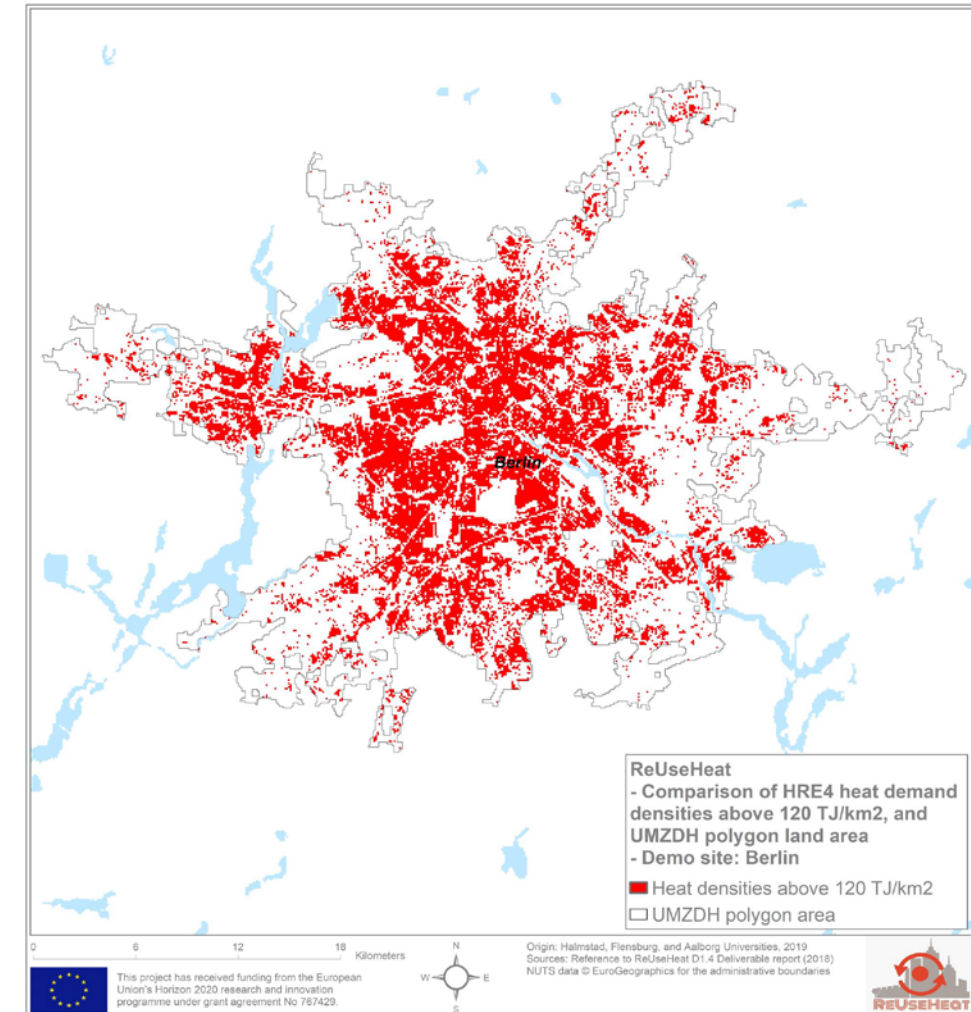 Berlin
ReUseHeat
- Comparison of HRE4 heat demand
densities above 120 TJ/km2, and
UMZDH polygon land area
- Demo site: Berlin
Heat densities above 120 TJ/km2
UMZDH polygon area
0 6 12 18
Kilometers
N
W E
S
This project has received funding from the European
Union's Horizon 2020 research and innovation
programme under grant agreement No 767429.
Origin: Halmstad, Flensburg, and Aalborg Universities, 2019
Sources: Reference to ReUseHeat D1.4 Deliverable report (2018)
NUTS data © EuroGeographics for the administrative boundaries
REUSEHEAT